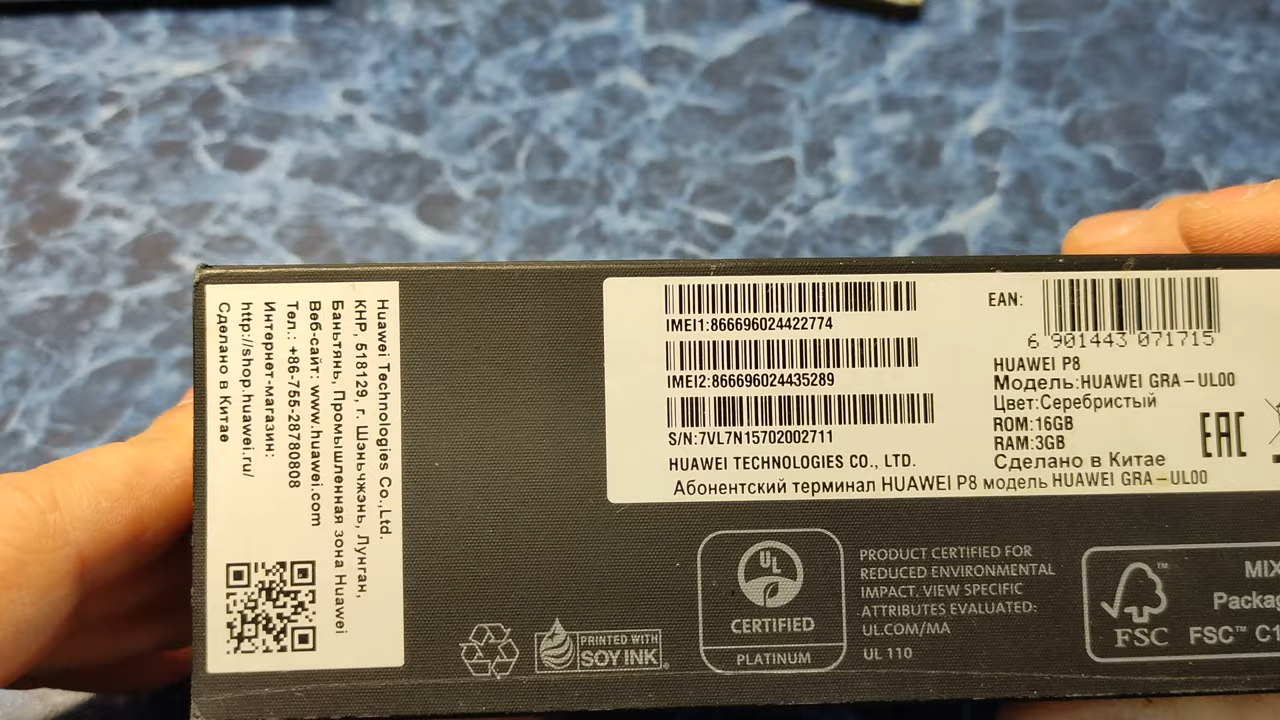 Huawei Technologies Co.,Ltd.
КНР, 518129, г. Шэньчжэнь, Лунган,
Баньтянь, Промышленная зона Huawei
Веб-сайт: www.huawei.com
Тел.: +86-755-28780808
Интернет-магазин:
http://shop.huawei.ru/
Сделано в Китае
IMEI1:866696024422774
IMEI2:866696024435289
S/N:7VL7N15702002711
HUAWEI TECHNOLOGIES CO., LTD.
EAN:
6 901443 071715
HUAWEI P8
Модель:HUAWEI GRA-UL00
Цвет:Серебристый
ROM:16GB
RAM:3GB
Сделано в Китае
EAC
Абонентский терминал HUAWEI P8 модель HUAWEI GRA-UL00
PRINTED WITH
SOY INK
UL
CERTIFIED
PLATINUM
PRODUCT CERTIFIED FOR
REDUCED ENVIRONMENTAL
IMPACT. VIEW SPECIFIC
ATTRIBUTES EVALUATED:
UL.COM/MA
UL 110
FSC
MIX
Packa
FSC™ C1